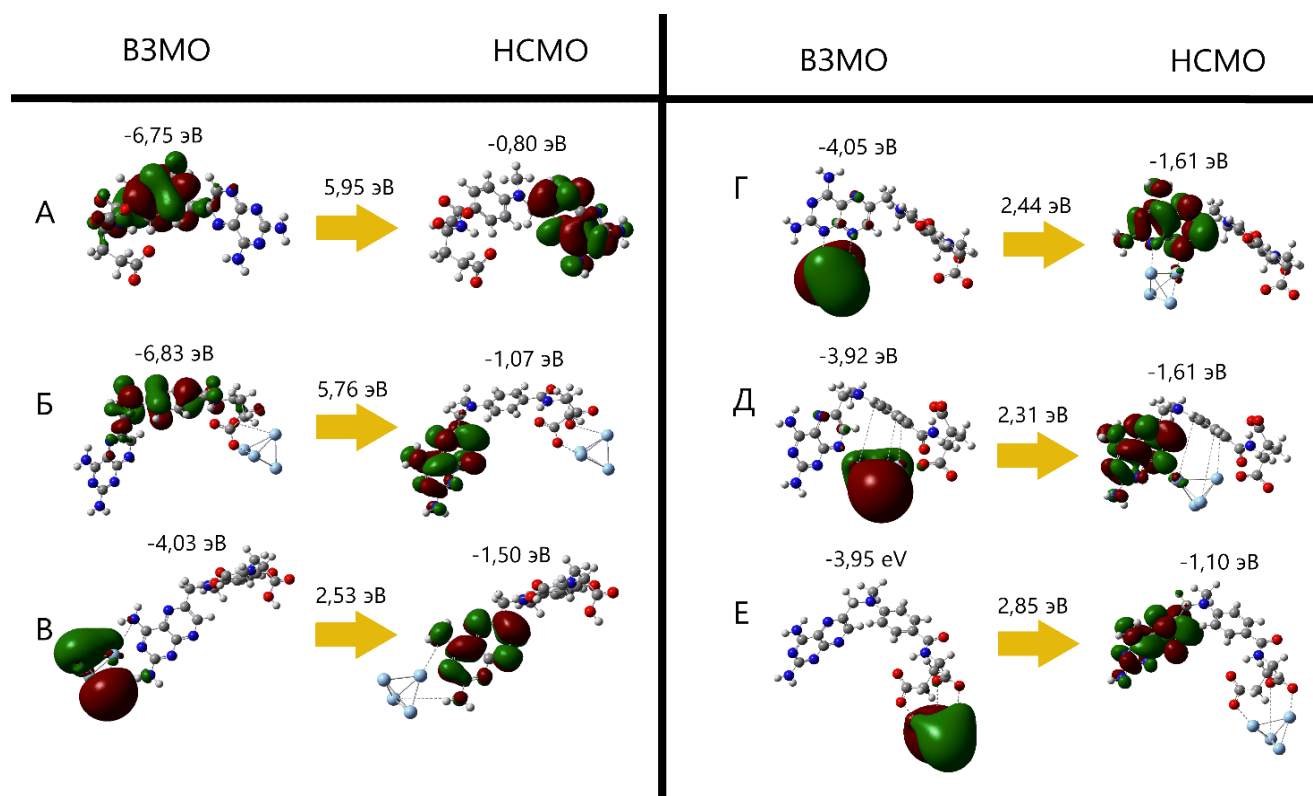 ВЗМО НСМО
-6,75 эВ -0,80 эВ
А 5,95 эВ
-6,83 эВ -1,07 эВ
Б 5,76 эВ
-4,03 эВ -1,50 эВ
В 2,53 эВ
ВЗМО НСМО
-4,05 эВ -1,61 эВ
Г 2,44 эВ
-3,92 эВ -1,61 эВ
Д 2,31 эВ
-3,95 eV -1,10 эВ
Е 2,85 эВ